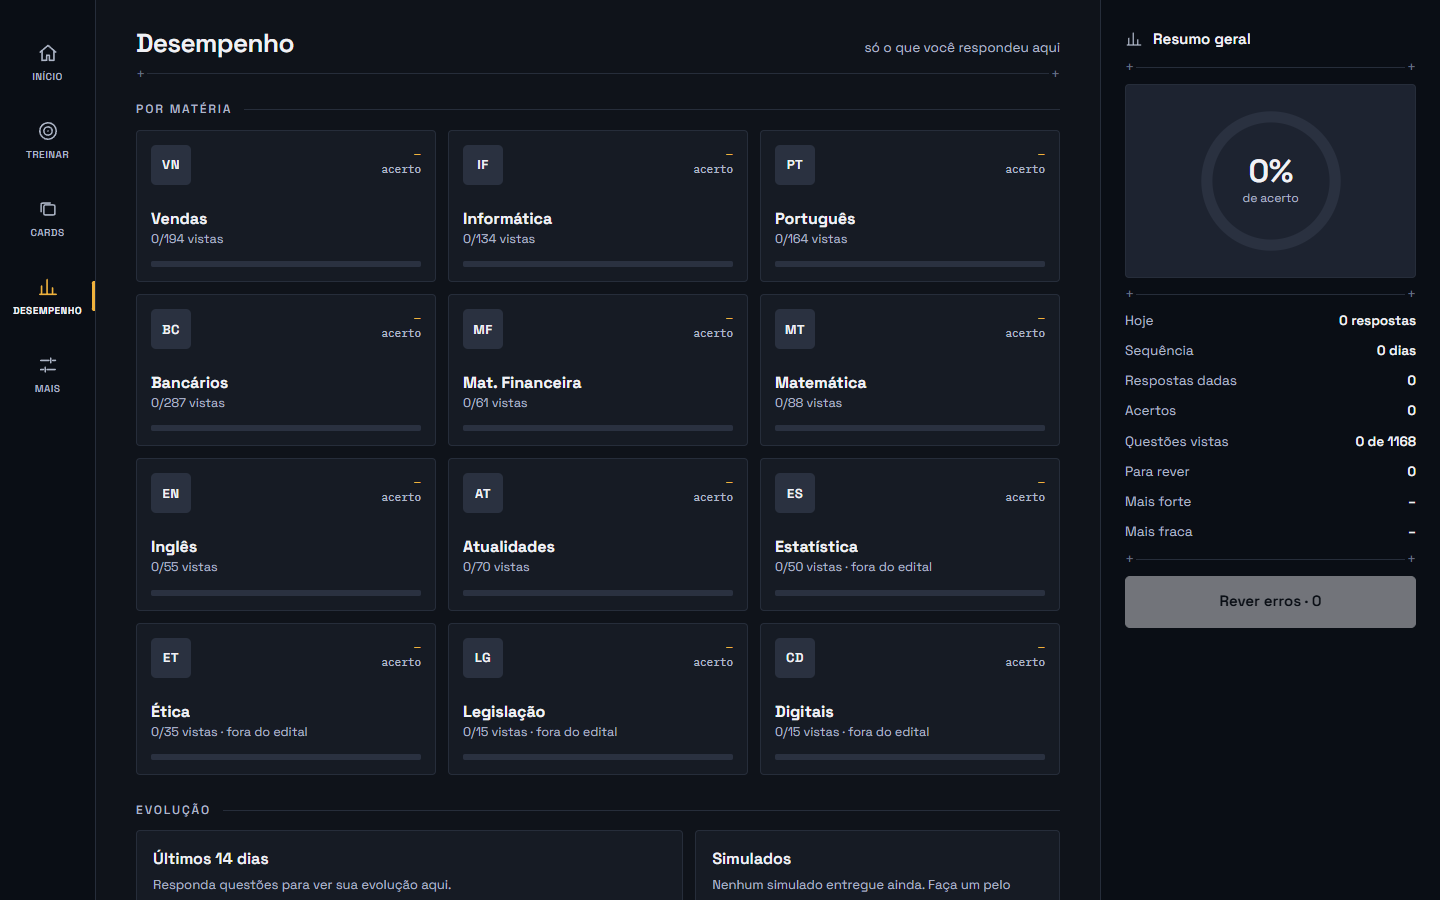 INÍCIO
TREINAR
CARDS
DESEMPENHO
MAIS
Desempenho
só o que você respondeu aqui
POR MATÉRIA
VN
–
acerto
Vendas
0/194 vistas
IF
–
acerto
Informática
0/134 vistas
PT
–
acerto
Português
0/164 vistas
BC
–
acerto
Bancários
0/287 vistas
MF
–
acerto
Mat. Financeira
0/61 vistas
MT
–
acerto
Matemática
0/88 vistas
EN
–
acerto
Inglês
0/55 vistas
AT
–
acerto
Atualidades
0/70 vistas
ES
–
acerto
Estatística
0/50 vistas · fora do edital
ET
–
acerto
Ética
0/35 vistas · fora do edital
LG
–
acerto
Legislação
0/15 vistas · fora do edital
CD
–
acerto
Digitais
0/15 vistas · fora do edital
EVOLUÇÃO
Últimos 14 dias
Responda questões para ver sua evolução aqui.
Simulados
Nenhum simulado entregue ainda. Faça um pelo
Resumo geral
0%
de acerto
Hoje 0 respostas
Sequência 0 dias
Respostas dadas 0
Acertos 0
Questões vistas 0 de 1168
Para rever 0
Mais forte –
Mais fraca –
Rever erros · 0